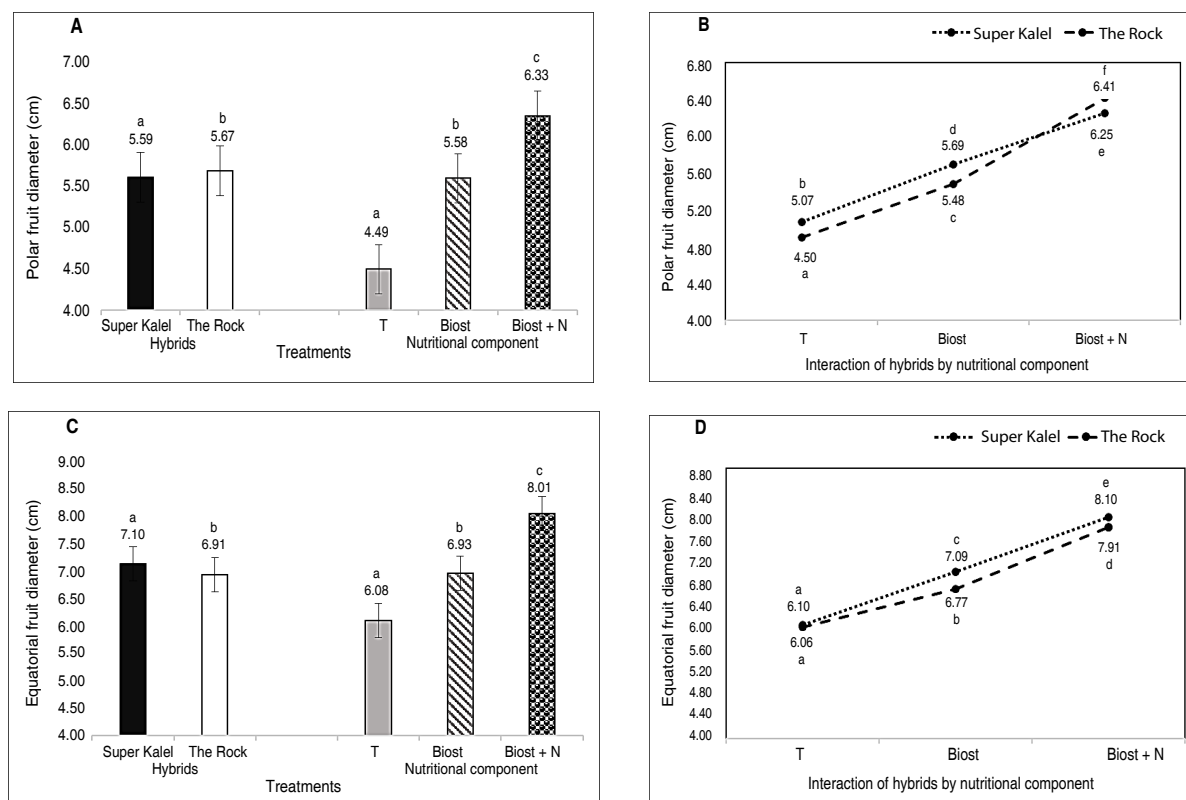 A
Polar fruit diameter (cm)
7.00
6.50
6.00
5.50
5.00
4.50
4.00
a
5.59
b
5.67
a
4.49
b
5.58
c
6.33
Super Kalel
The Rock
T
Biost
Biost + N
Hybrids
Nutritional component
Treatments
B
Super Kalel
The Rock
Polar fruit diameter (cm)
6.80
6.40
6.00
5.20
4.80
4.40
4.00
b
5.07
4.50
a
d
5.69
5.48
c
f
6.41
6.25
e
T
Biost
Biost + N
Interaction of hybrids by nutritional component
C
Equatorial fruit diameter (cm)
9.00
8.50
8.00
7.50
7.00
6.50
6.00
5.50
5.00
4.50
4.00
a
7.10
b
6.91
a
6.08
b
6.93
c
8.01
Super Kalel
The Rock
T
Biost
Biost + N
Hybrids
Nutritional component
Treatments
D
Super Kalel
The Rock
Equatorial fruit diameter (cm)
8.80
8.40
8.00
7.60
7.20
6.80
6.40
6.00
5.60
5.20
4.80
4.40
4.00
a
6.10
6.06
a
c
7.09
6.77
b
e
8.10
7.91
d
T
Biost
Biost + N
Interaction of hybrids by nutritional component